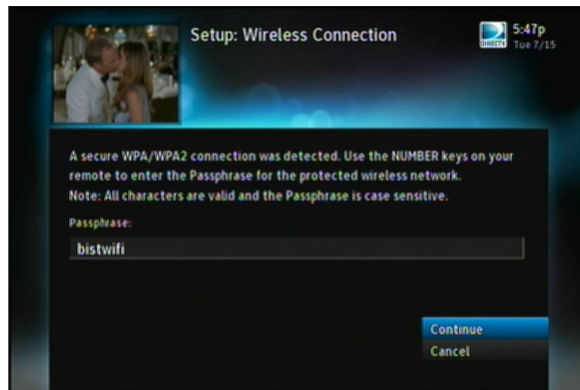 Setup: Wireless Connection
DIRECTV
5:47p
Tue 7/15
A secure WPA/WPA2 connection was detected. Use the NUMBER keys on your
remote to enter the Passphrase for the protected wireless network.
Note: All characters are valid and the Passphrase is case sensitive.
Passphrase:
bistwifi
Continue
Cancel